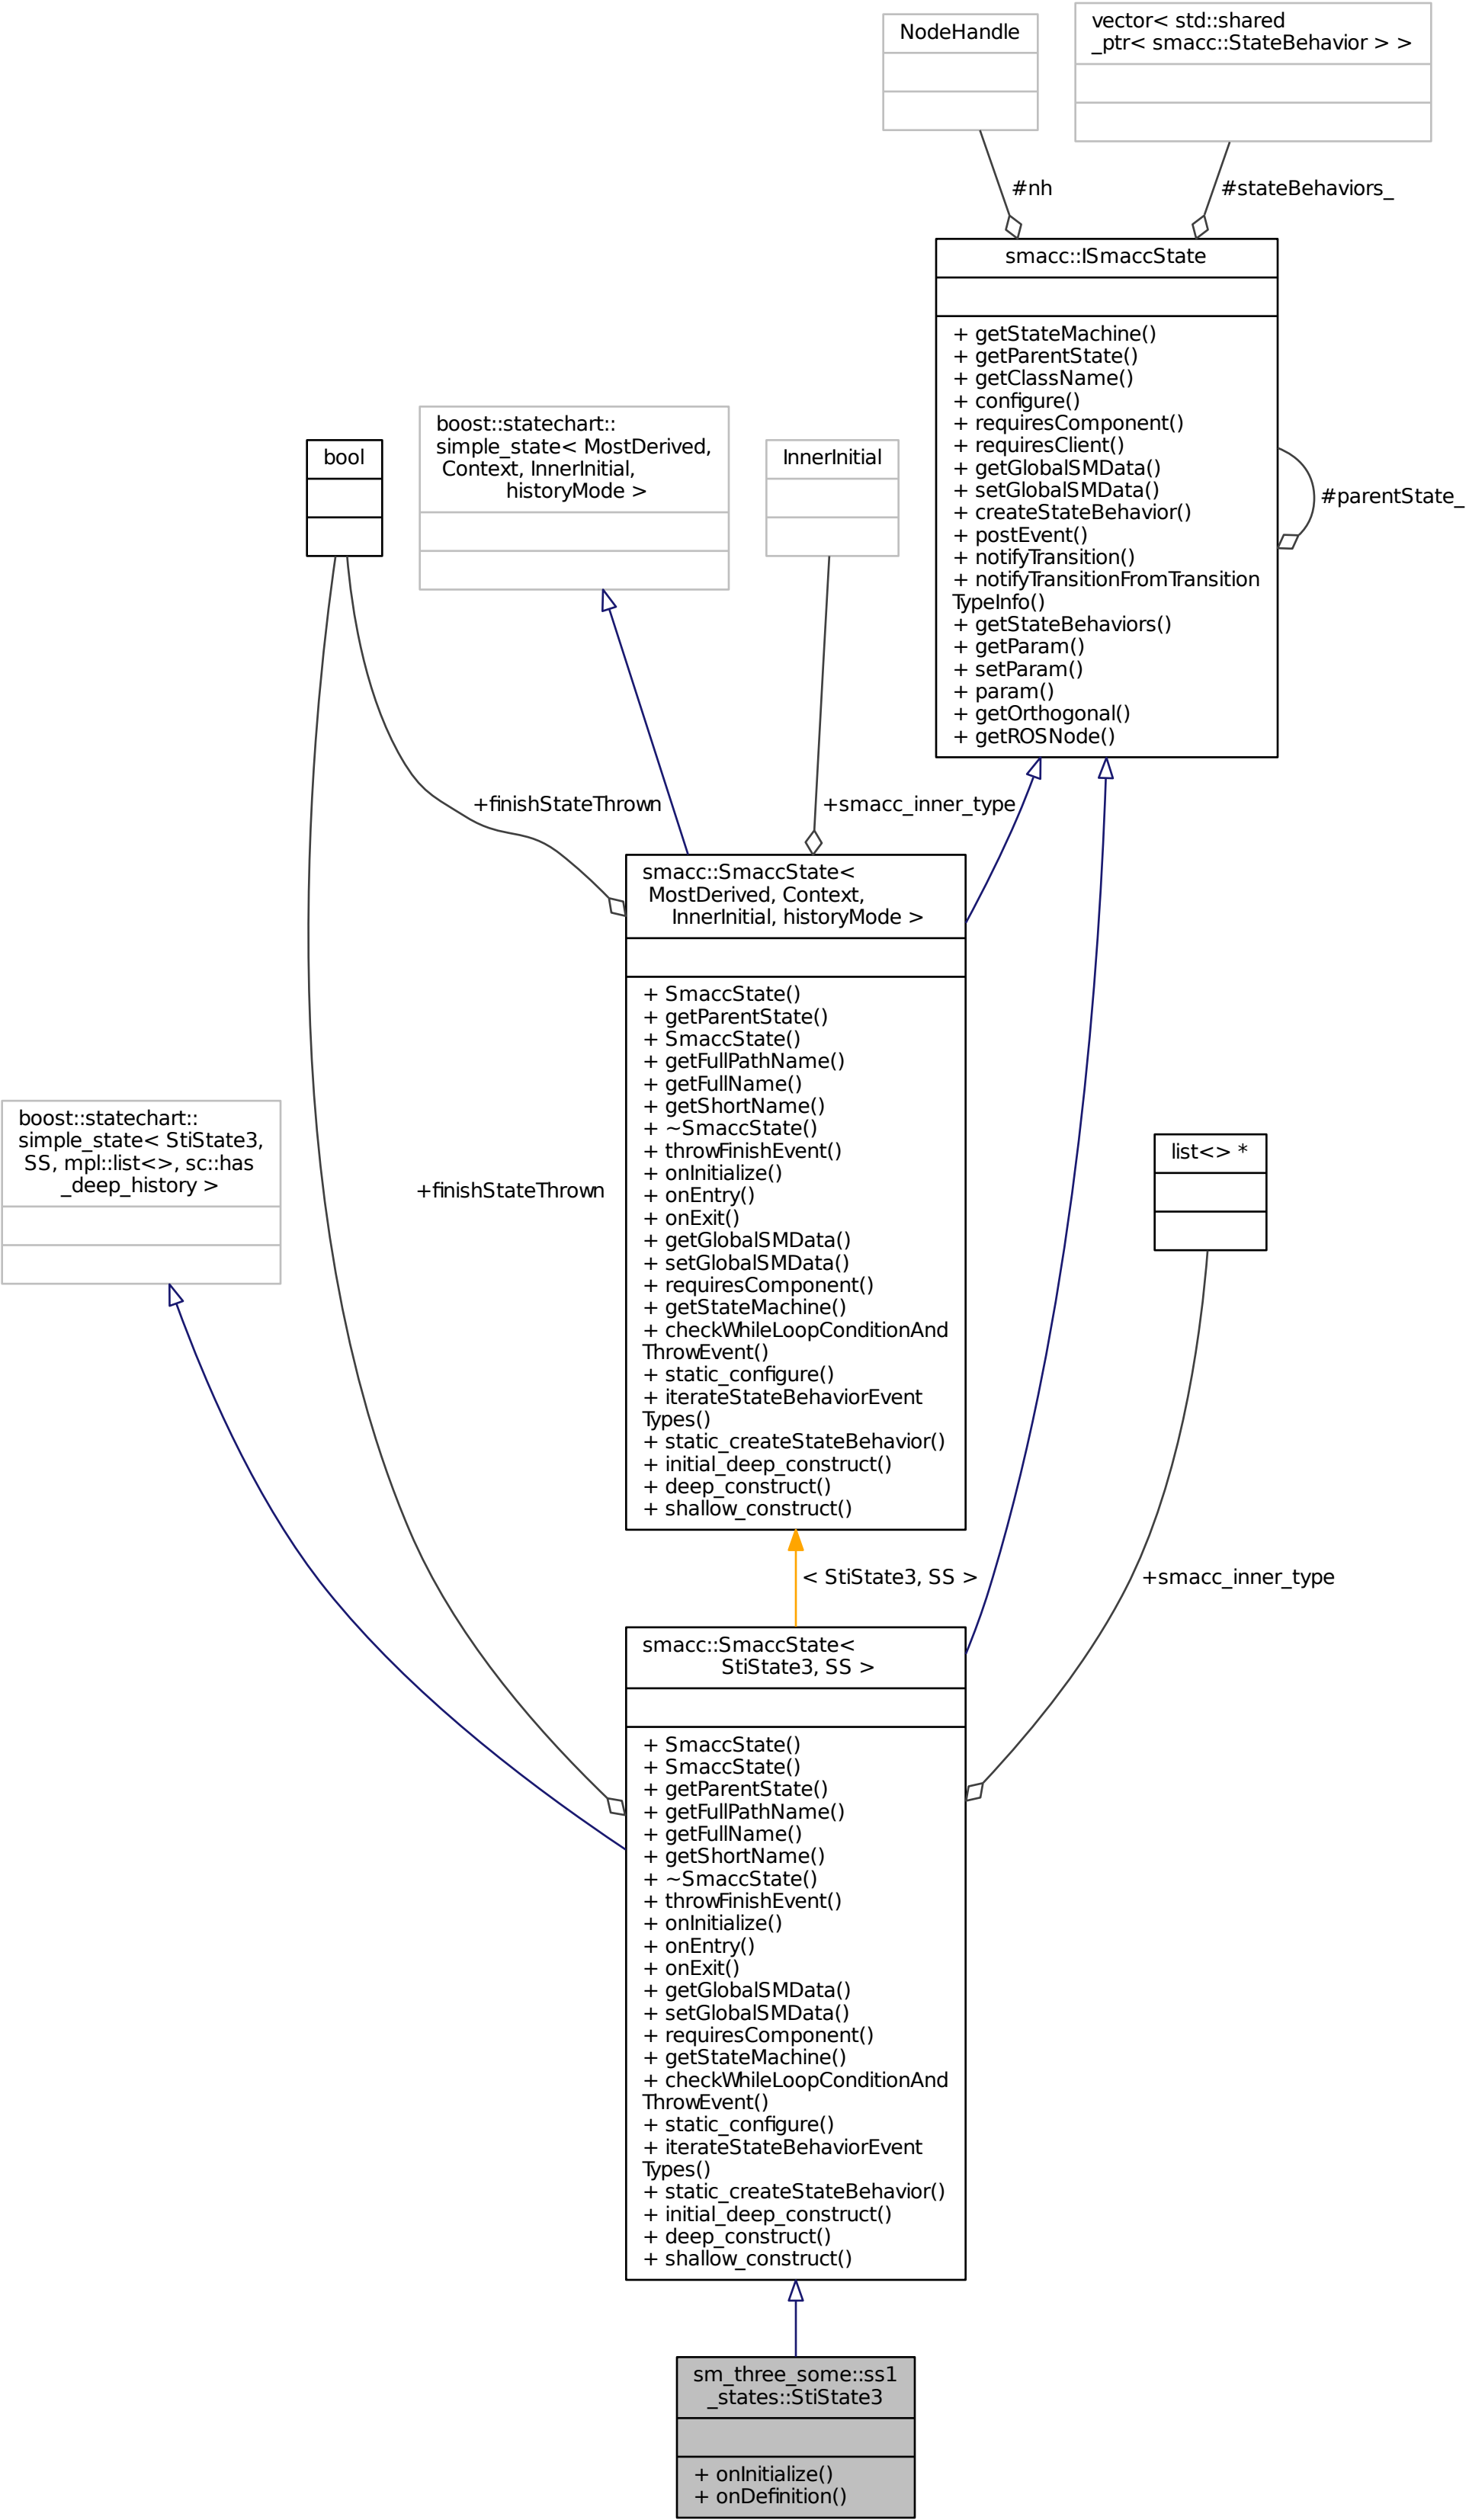 NodeHandle
vector< std::shared
_ptr< smacc::StateBehavior > >
#nh
#stateBehaviors_
smacc::ISmaccState
+ getStateMachine()
+ getParentState()
+ getClassName()
+ configure()
+ requiresComponent()
+ requiresClient()
+ getGlobalSMData()
+ setGlobalSMData()
+ createStateBehavior()
+ postEvent()
+ notifyTransition()
+ notifyTransitionFromTransition
TypeInfo()
+ getStateBehaviors()
+ getParam()
+ setParam()
+ param()
+ getOrthogonal()
+ getROSNode()
#parentState_
boost::statechart::
simple_state< MostDerived,
Context, InnerInitial,
historyMode >
bool
InnerInitial
+finishStateThrown
+smacc_inner_type
smacc::SmaccState<
MostDerived, Context,
InnerInitial, historyMode >
+ SmaccState()
+ getParentState()
+ SmaccState()
+ getFullPathName()
+ getFullName()
+ getShortName()
+ ~SmaccState()
+ throwFinishEvent()
+ onInitialize()
+ onEntry()
+ onExit()
+ getGlobalSMData()
+ setGlobalSMData()
+ requiresComponent()
+ getStateMachine()
+ checkWhileLoopConditionAnd
ThrowEvent()
+ static_configure()
+ iterateStateBehaviorEvent
Types()
+ static_createStateBehavior()
+ initial_deep_construct()
+ deep_construct()
+ shallow_construct()
boost::statechart::
simple_state< StiState3,
SS, mpl::list<>, sc::has
_deep_history >
+finishStateThrown
list<> *
< StiState3, SS >
+smacc_inner_type
smacc::SmaccState<
StiState3, SS >
+ SmaccState()
+ SmaccState()
+ getParentState()
+ getFullPathName()
+ getFullName()
+ getShortName()
+ ~SmaccState()
+ throwFinishEvent()
+ onInitialize()
+ onEntry()
+ onExit()
+ getGlobalSMData()
+ setGlobalSMData()
+ requiresComponent()
+ getStateMachine()
+ checkWhileLoopConditionAnd
ThrowEvent()
+ static_configure()
+ iterateStateBehaviorEvent
Types()
+ static_createStateBehavior()
+ initial_deep_construct()
+ deep_construct()
+ shallow_construct()
sm_three_some::ss1
_states::StiState3
+ onInitialize()
+ onDefinition()